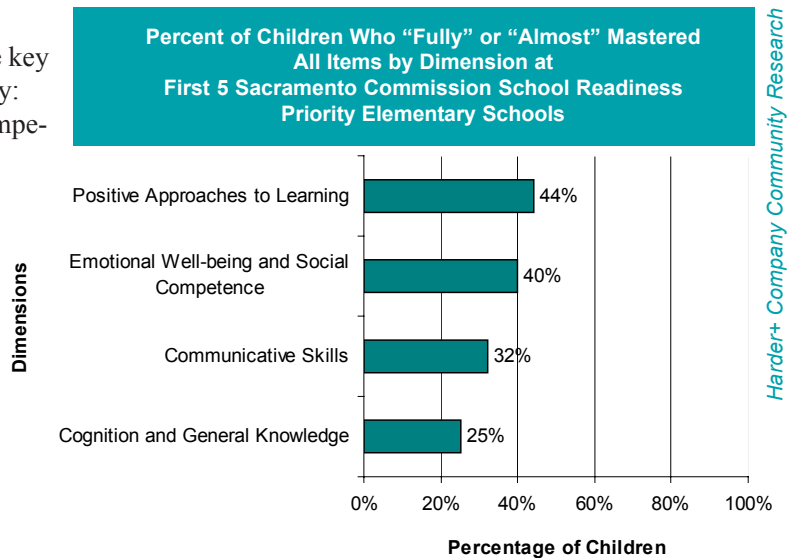 key
y:
mpe-
Percent of Children Who “Fully” or “Almost” Mastered
All Items by Dimension at
First 5 Sacramento Commission School Readiness
Priority Elementary Schools
Harder+ Company Community Research
Dimensions
Positive Approaches to Learning
44%
Emotional Well-being and Social
Competence
40%
Communicative Skills
32%
Cognition and General Knowledge
25%
0% 20% 40% 60% 80% 100%
Percentage of Children